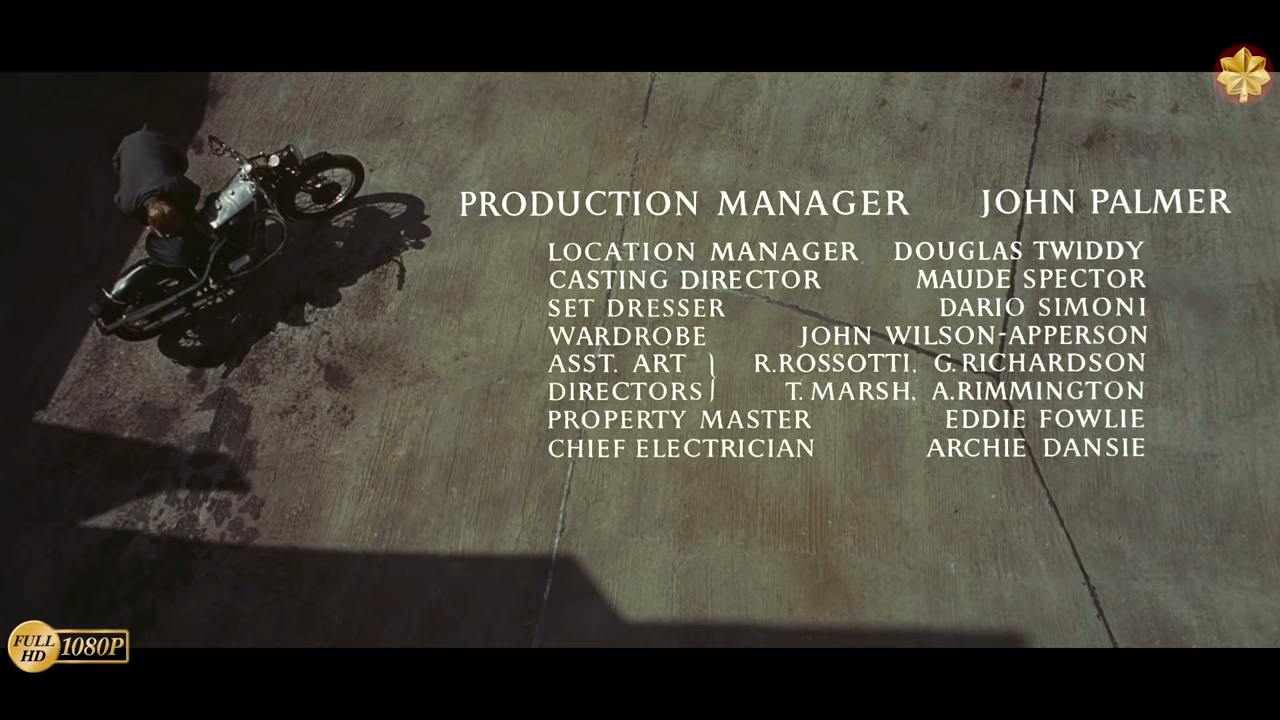 PRODUCTION MANAGER JOHN PALMER
LOCATION MANAGER DOUGLAS TWIDDY
CASTING DIRECTOR MAUDE SPECTOR
SET DRESSER DARIO SIMONI
WARDROBE JOHN WILSON-APPERSON
ASST. ART } R.ROSSOTTI, G.RICHARDSON
DIRECTORS } T. MARSH, A.RIMMINGTON
PROPERTY MASTER EDDIE FOWLIE
CHIEF ELECTRICIAN ARCHIE DANSIE
FULL HD 1080P